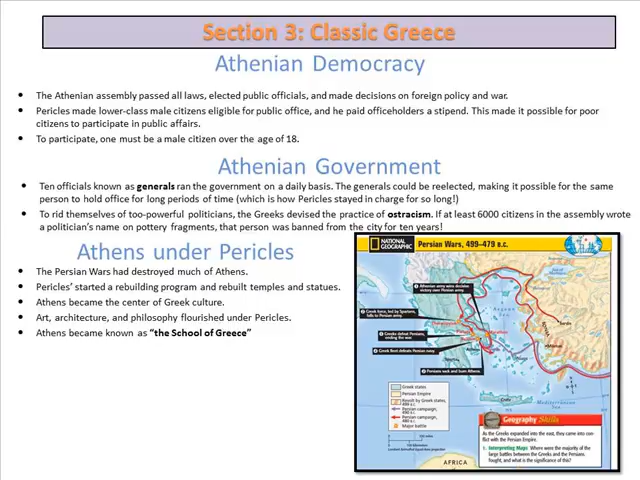 Section 3: Classic Greece
Athenian Democracy
The Athenian assembly passed all laws, elected public officials, and made decisions on foreign policy and war.
Pericles made lower-class male citizens eligible for public office, and he paid officeholders a stipend. This made it possible for poor
citizens to participate in public affairs.
To participate, one must be a male citizen over the age of 18.
Athenian Government
Ten officials known as generals ran the government on a daily basis. The generals could be reelected, making it possible for the same
person to hold office for long periods of time (which is how Pericles stayed in charge for so long!)
To rid themselves of too-powerful politicians, the Greeks devised the practice of ostracism. If at least 6000 citizens in the assembly wrote
a politician's name on pottery fragments, that person was banned from the city for ten years!
Athens under Pericles
The Persian Wars had destroyed much of Athens.
Pericles' started a rebuilding program and rebuilt temples and statues.
Athens became the center of Greek culture.
Art, architecture, and philosophy flourished under Pericles.
Athens became known as "the School of Greece"
NATIONAL
GEOGRAPHIC
Persian Wars, 499–479 B.C.
Athenian army wins decisive
victory over Persian army.
Greek force, led by Spartans,
falls to Persian army.
Greeks defeat Persians,
ending the war.
Greek fleet defeats Persian navy.
Persians sack and burn Athens.
Aegean
Sea
Sardis
Miletus
Crete
Mediterranean
Sea
AFRICA
Greek states
Persian Empire
Revolt by Greek states,
499 B.C.
Persian campaign,
490 B.C.
Persian campaign,
480 B.C.
Major battle
Geography Skills
As the Greeks expanded into the east, they came into con-
flict with the Persian Empire.
1. Interpreting Maps Where were the majority of the
land battles between the Greeks and the Persians
fought, and what is the significance of this?